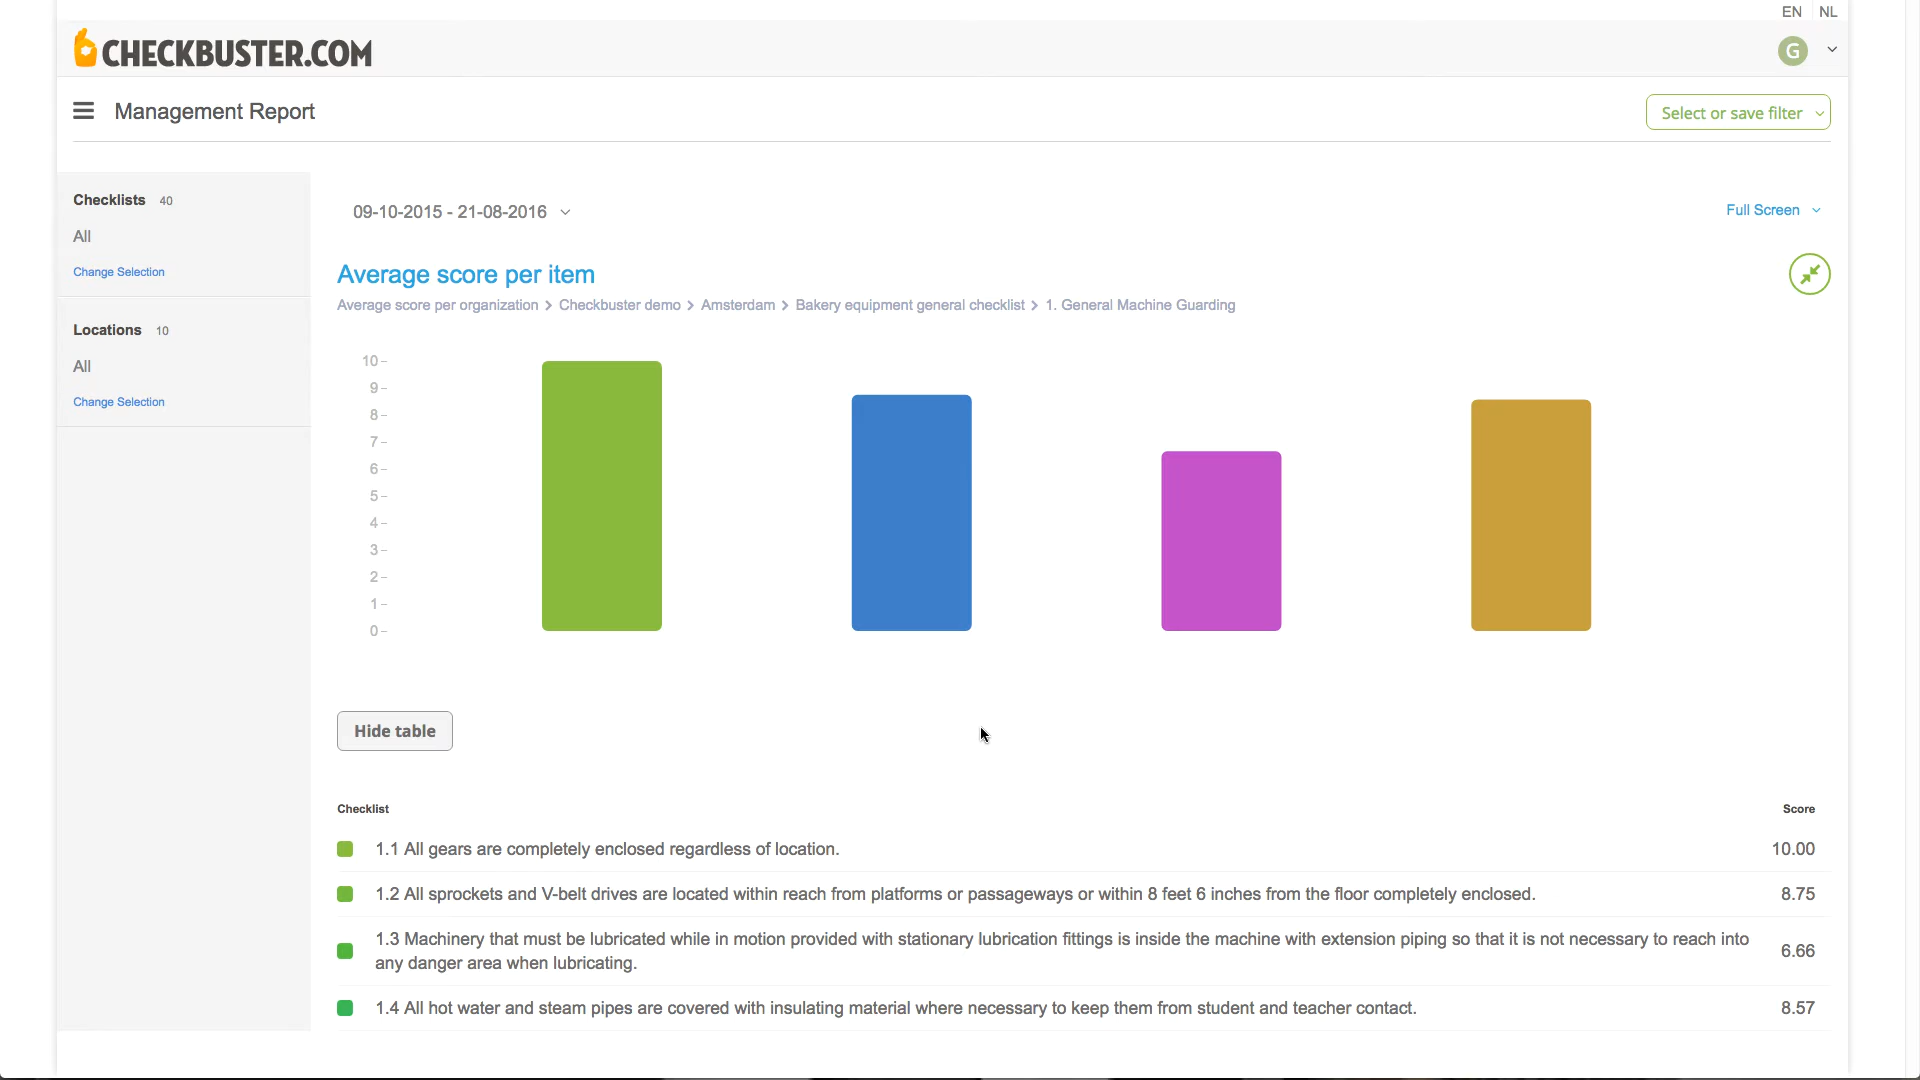 EN NL
CHECKBUSTER.COM
G
Management Report
Select or save filter
Checklists 40
All
Change Selection
Locations 10
All
Change Selection
09-10-2015 - 21-08-2016
Full Screen
Average score per item
Average score per organization > Checkbuster demo > Amsterdam > Bakery equipment general checklist > 1. General Machine Guarding
10
9
8
7
6
5
4
3
2
1
0
Hide table
Checklist Score
1.1 All gears are completely enclosed regardless of location. 10.00
1.2 All sprockets and V-belt drives are located within reach from platforms or passageways or within 8 feet 6 inches from the floor completely enclosed. 8.75
1.3 Machinery that must be lubricated while in motion provided with stationary lubrication fittings is inside the machine with extension piping so that it is not necessary to reach into 6.66
any danger area when lubricating.
1.4 All hot water and steam pipes are covered with insulating material where necessary to keep them from student and teacher contact. 8.57